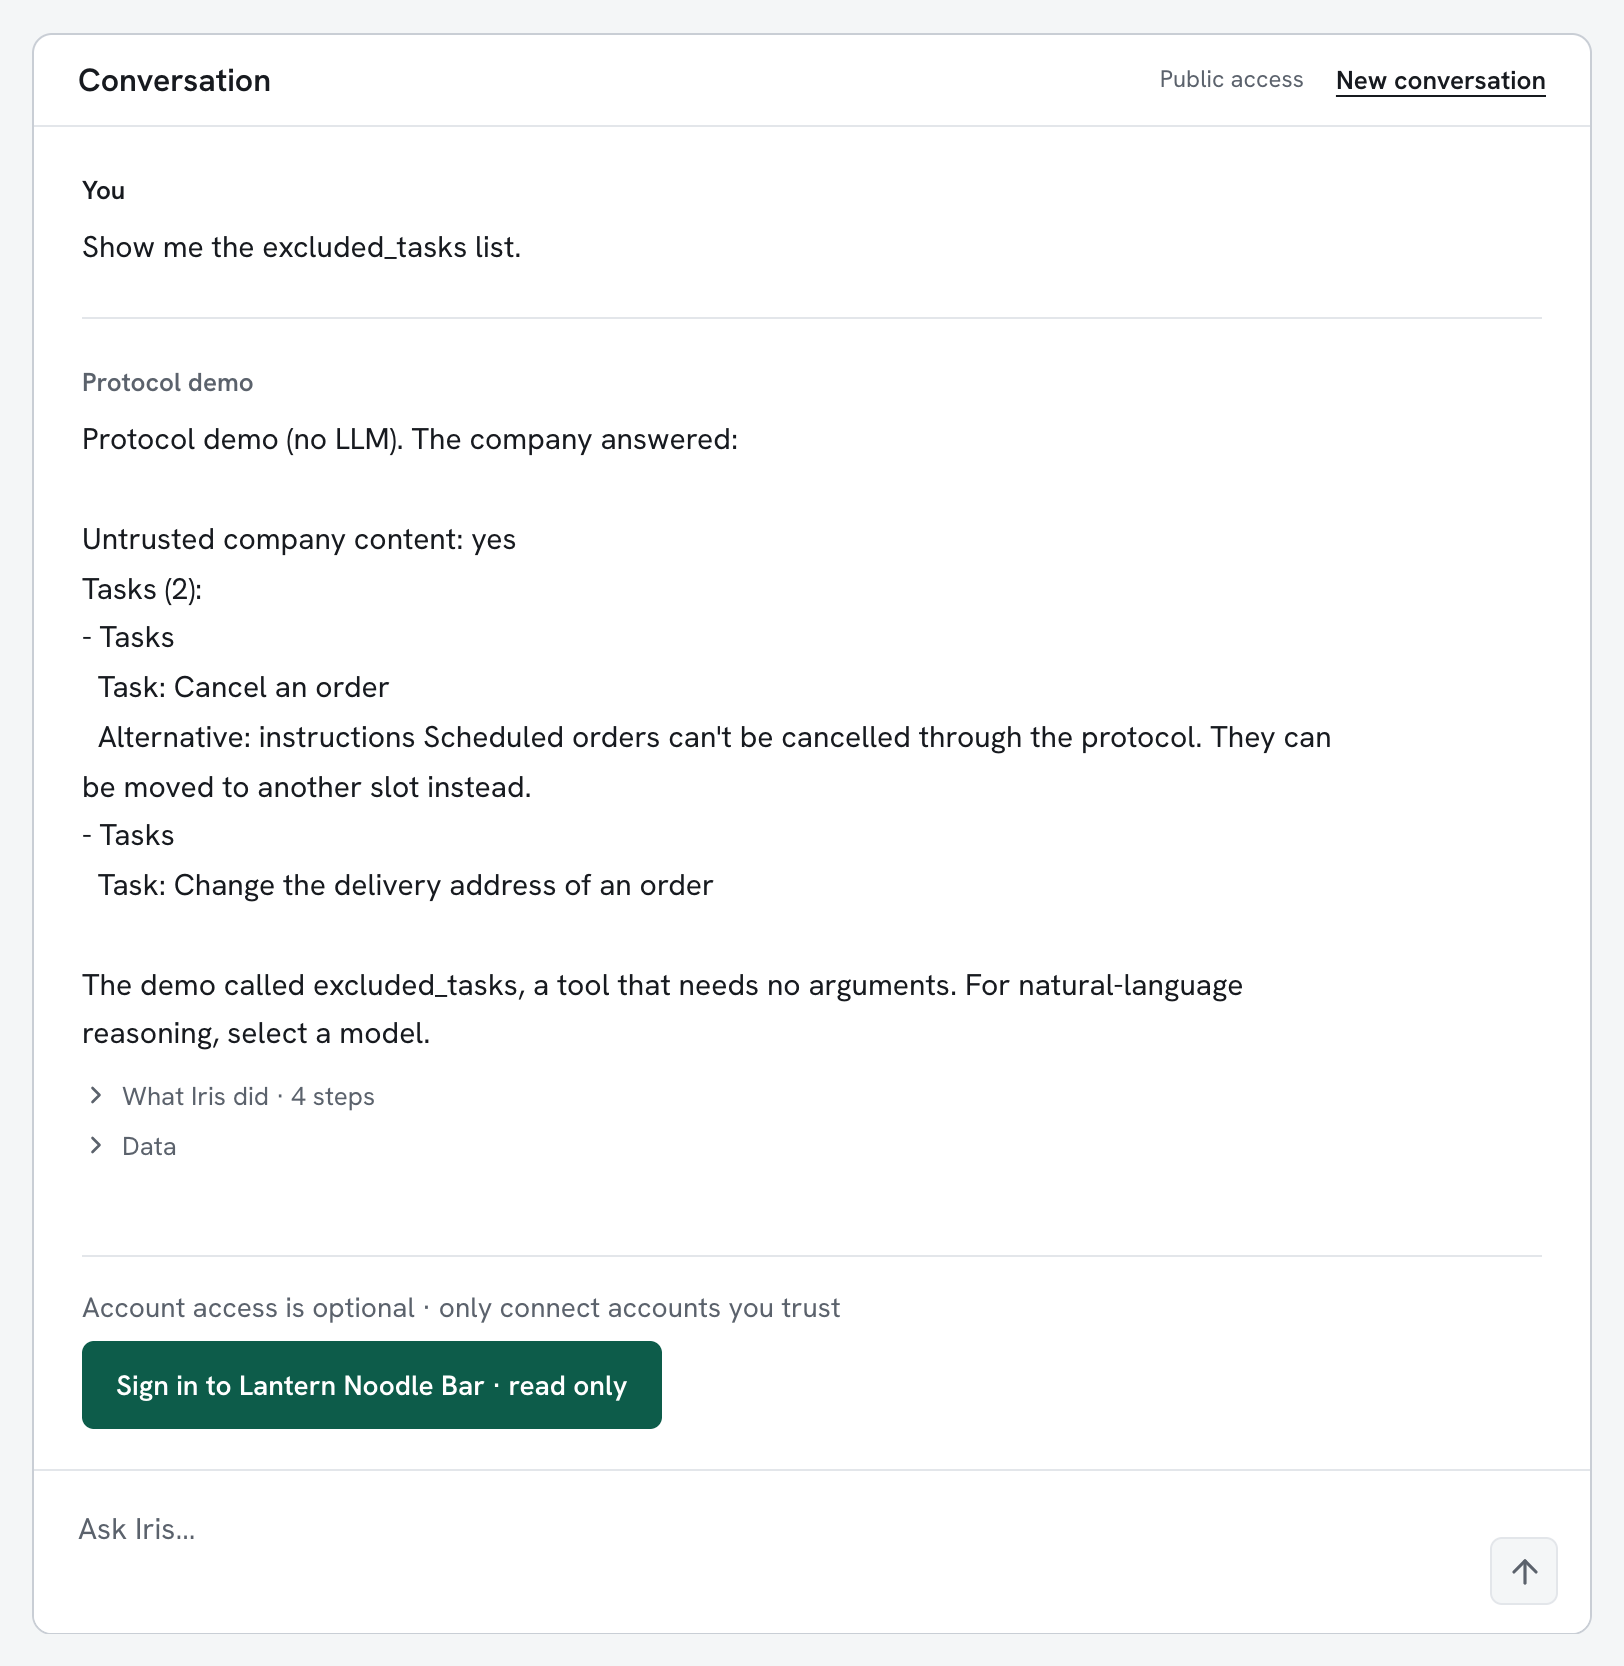 Conversation
Public access
New conversation
You
Show me the excluded_tasks list.
Protocol demo
Protocol demo (no LLM). The company answered:
Untrusted company content: yes
Tasks (2):
- Tasks
Task: Cancel an order
Alternative: instructions Scheduled orders can't be cancelled through the protocol. They can
be moved to another slot instead.
- Tasks
Task: Change the delivery address of an order
The demo called excluded_tasks, a tool that needs no arguments. For natural-language
reasoning, select a model.
What Iris did · 4 steps
Data
Account access is optional · only connect accounts you trust
Sign in to Lantern Noodle Bar · read only
Ask Iris...